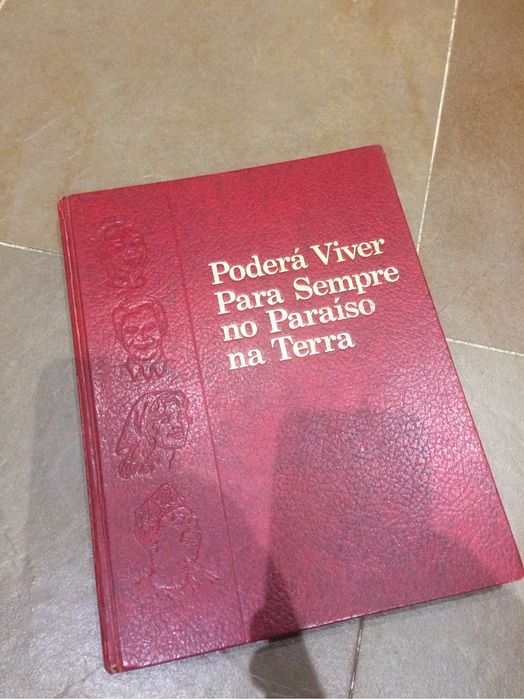 Poderá Viver
Para Sempre
no Paraíso
na Terra